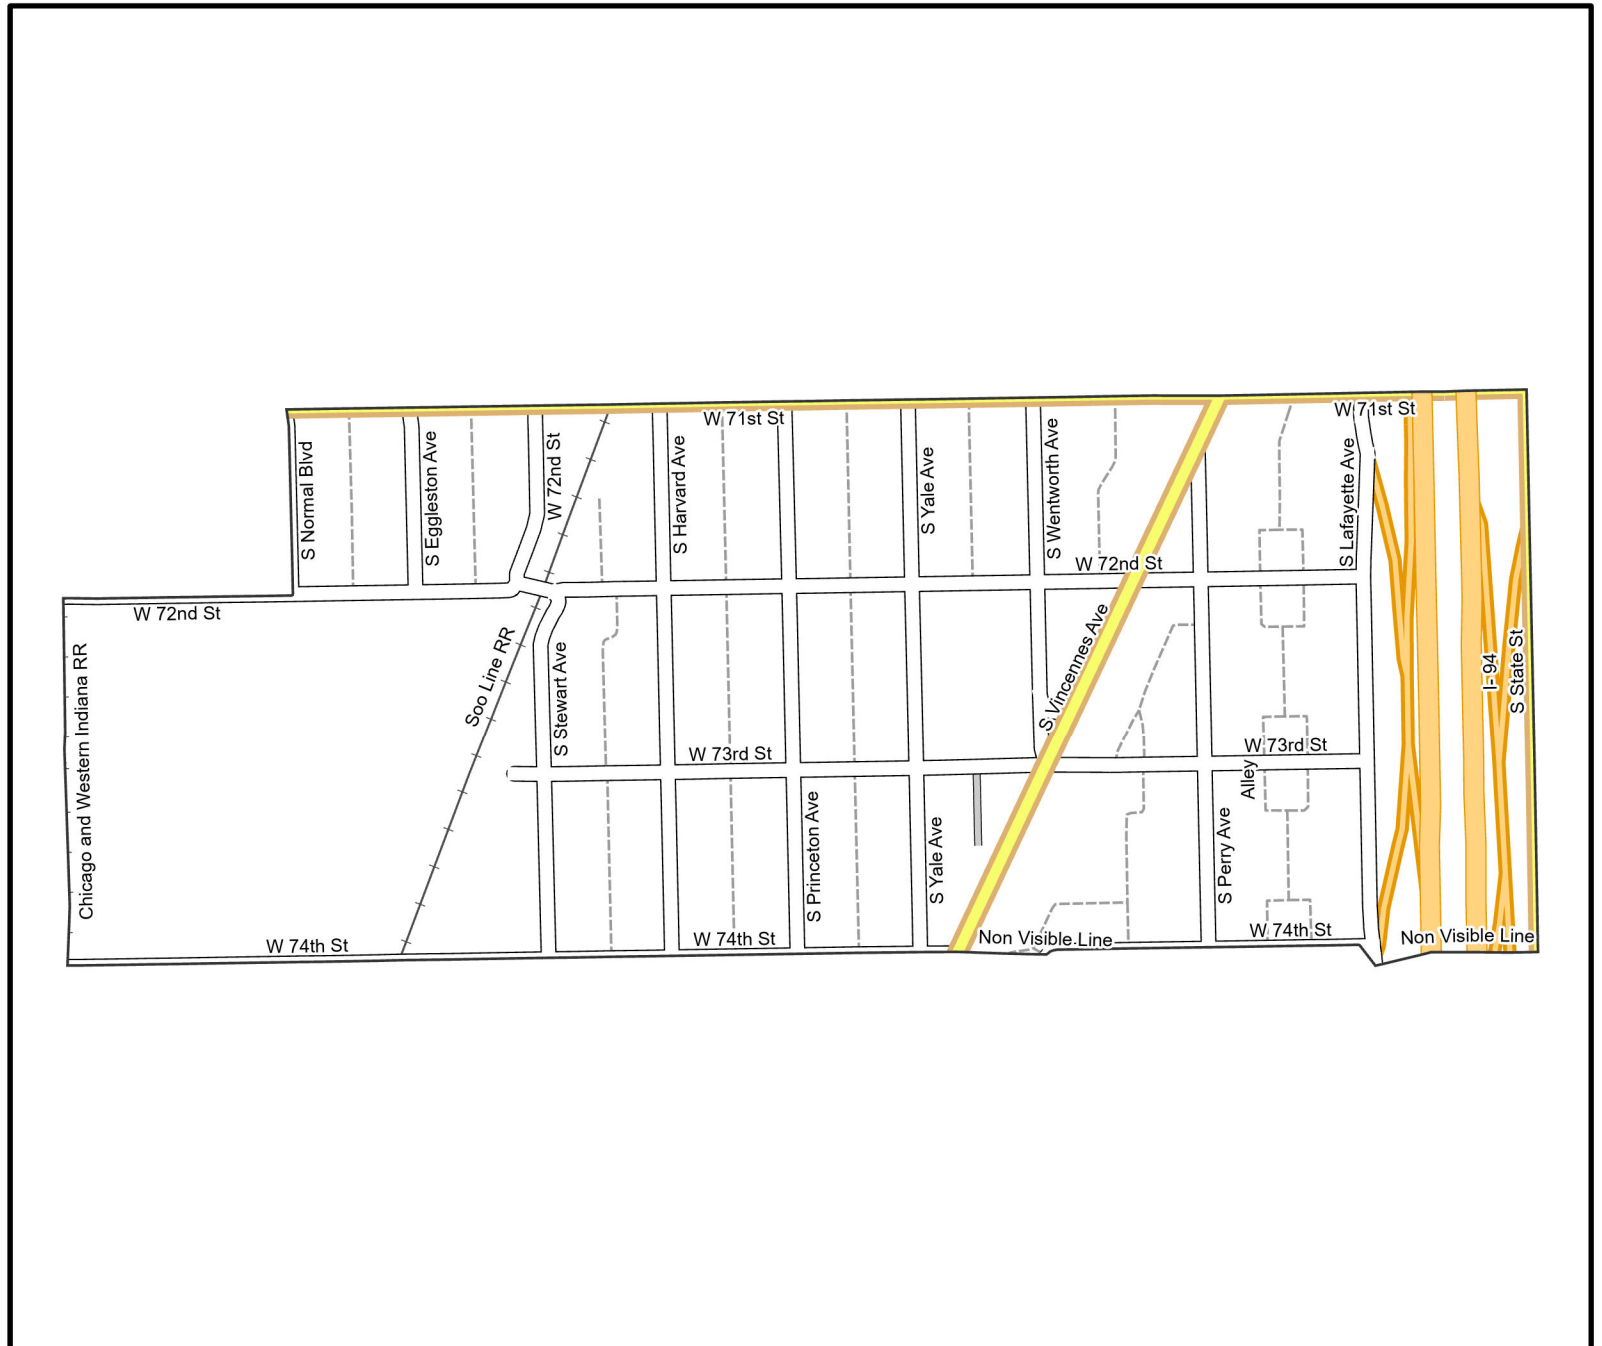 W 71st St
W 71st St
S Normal Blvd
S Eggleston Ave
W 72nd St
S Harvard Ave
S Yale Ave
S Wentworth Ave
S Lafayette Ave
W 72nd St
W 72nd St
Chicago and Western Indiana RR
Soo Line RR
S Stewart Ave
S Vincennes Ave
I- 94
S State St
W 73rd St
W 73rd St
Alley
S Princeton Ave
S Yale Ave
S Perry Ave
W 74th St
W 74th St
Non Visible Line
W 74th St
Non Visible Line